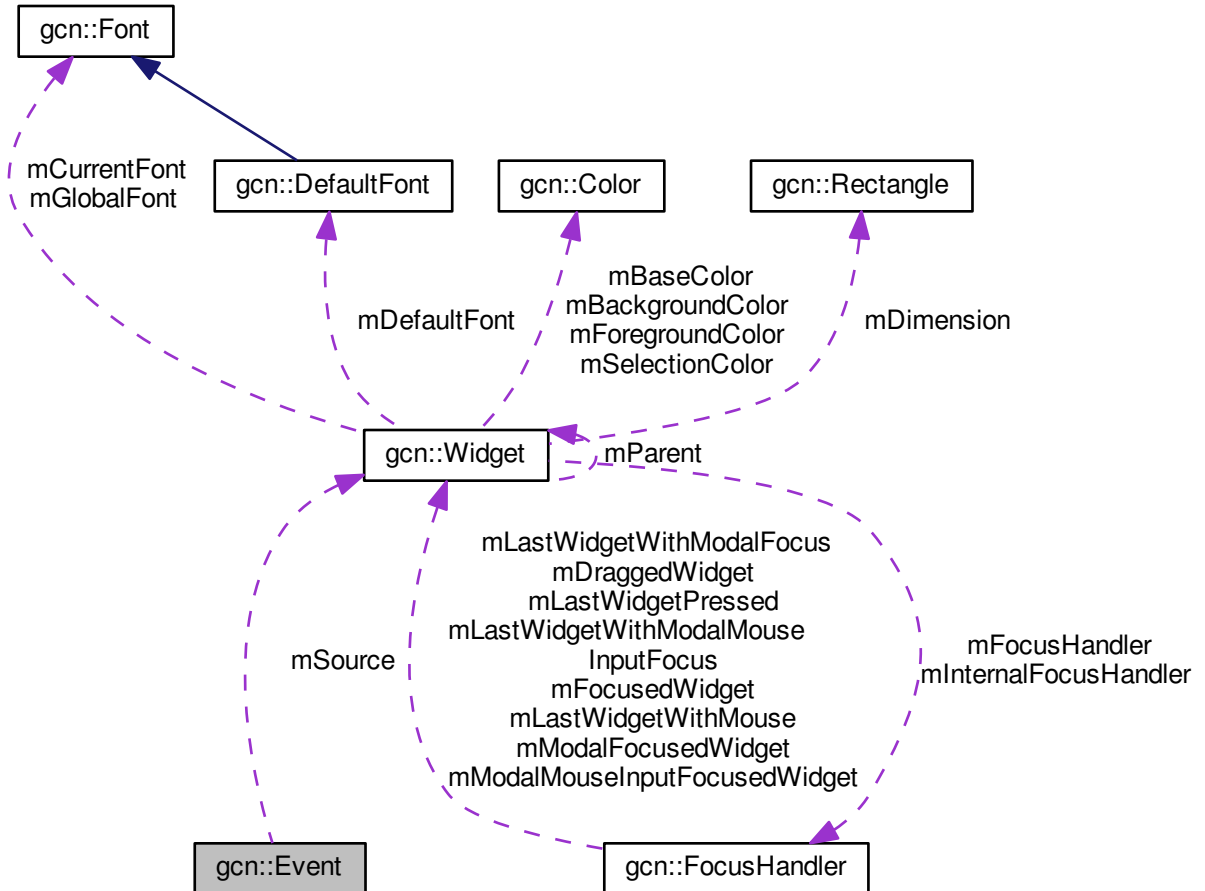 gcn::Font
mCurrentFont
mGlobalFont
gcn::DefaultFont
gcn::Color
gcn::Rectangle
mDefaultFont
mBaseColor
mBackgroundColor
mForegroundColor
mSelectionColor
mDimension
gcn::Widget
mParent
mSource
mLastWidgetWithModalFocus
mDraggedWidget
mLastWidgetPressed
mLastWidgetWithModalMouse
InputFocus
mFocusedWidget
mLastWidgetWithMouse
mModalFocusedWidget
mModalMouseInputFocusedWidget
mFocusHandler
mInternalFocusHandler
gcn::Event
gcn::FocusHandler